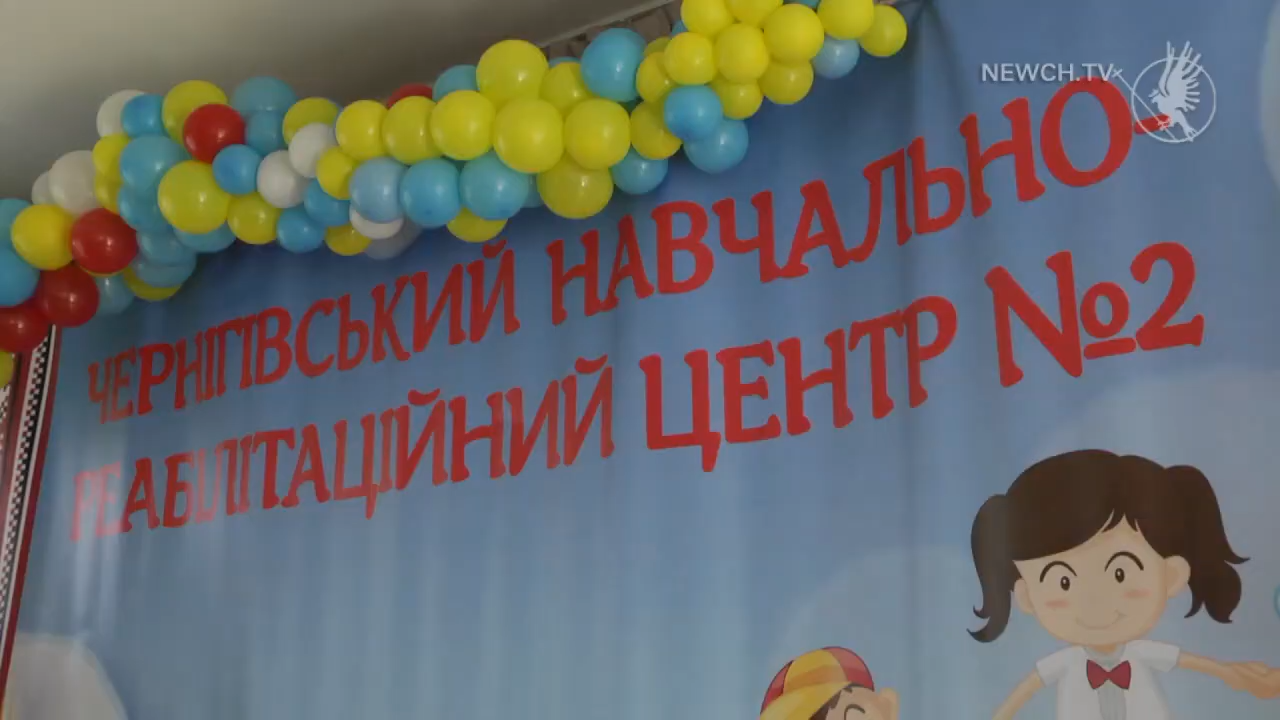 NEWCH.TV
ЧЕРНІГІВСЬКИЙ НАВЧАЛЬНО-
РЕАБІЛІТАЦІЙНИЙ ЦЕНТР №2